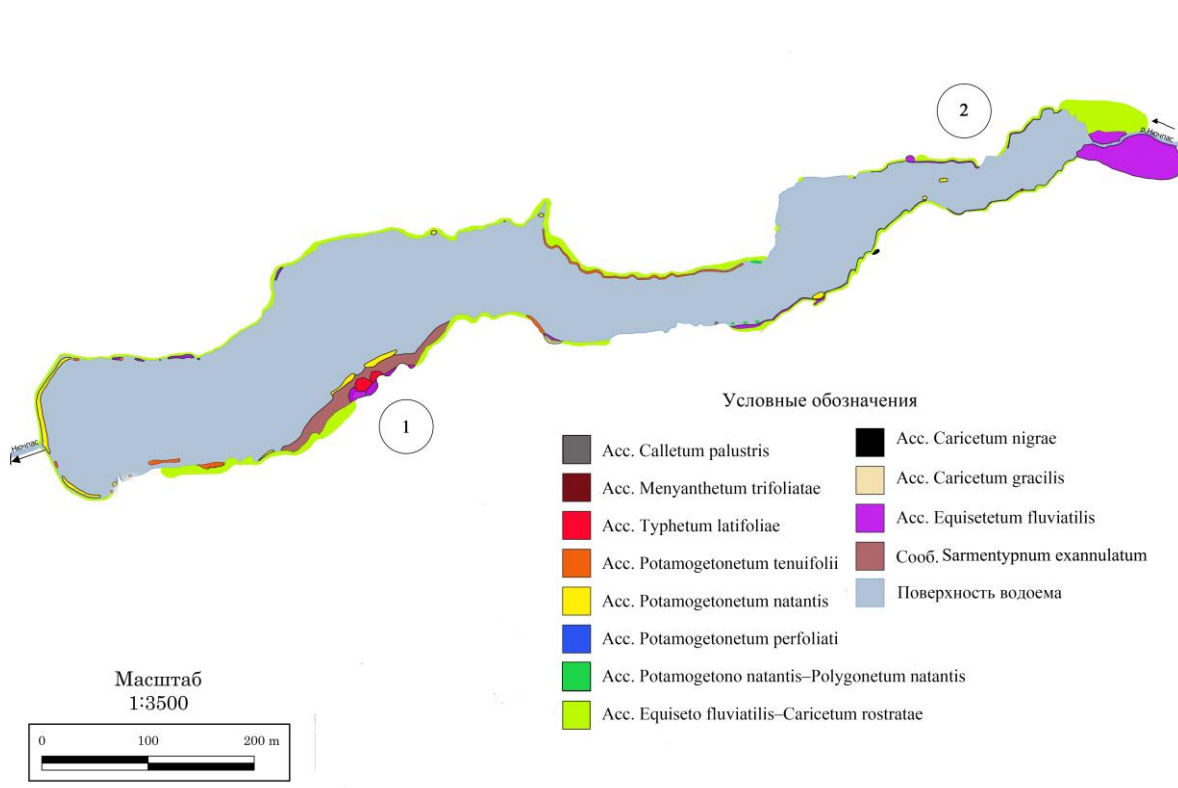 2
р.Нючпас
1
Нючпас
Условные обозначения
Асс. Calletum palustris
Асс. Menyanthetum trifoliatae
Асс. Typhetum latifoliae
Асс. Potamogetonetum tenuifolii
Асс. Potamogetonetum natantis
Асс. Potamogetonetum perfoliati
Асс. Potamogetono natantis–Polygonetum natantis
Асс. Equiseto fluviatilis–Caricetum rostratae
Асс. Caricetum nigrae
Асс. Caricetum gracilis
Асс. Equisetetum fluviatilis
Сооб. Sarmentypnum exannulatum
Поверхность водоема
Масштаб
1:3500
0 100 200 m